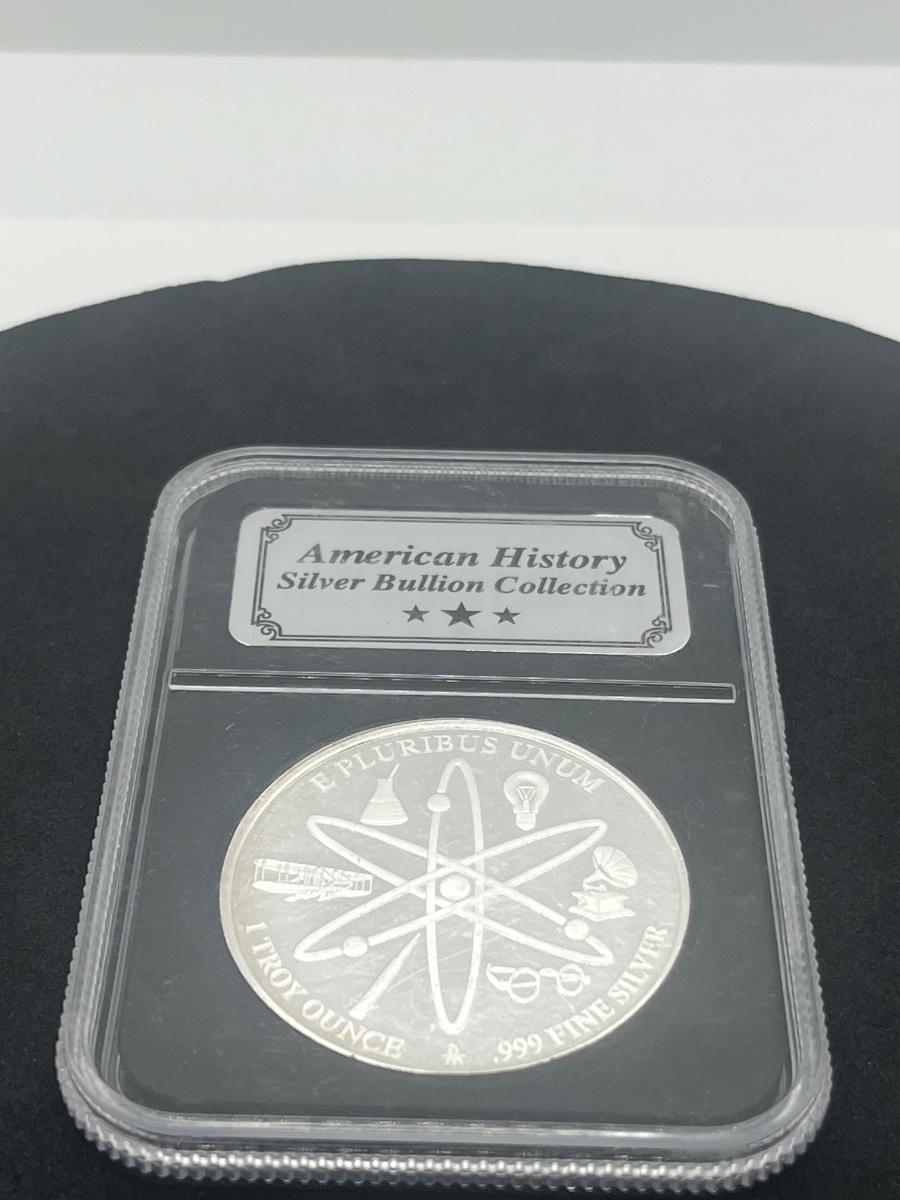 American History
Silver Bullion Collection
E PLURIBUS UNUM
1 TROY OUNCE
.999 FINE SILVER